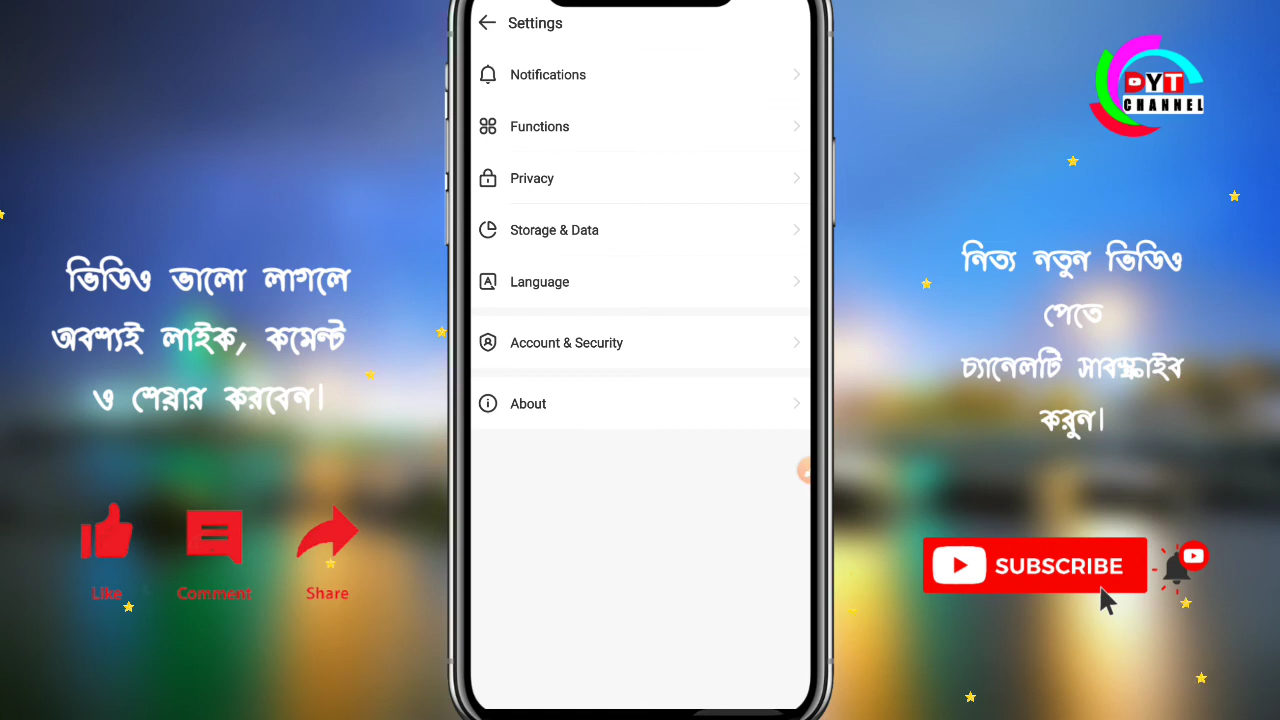 Settings
Notifications
Functions
Privacy
Storage & Data
Language
Account & Security
About
ভিডিও ভালো লাগলে
অবশ্যই লাইক, কমেন্ট
ও শেয়ার করবেন।
Like
Comment
Share
DYT
CHANNEL
নিত্য নতুন ভিডিও
পেতে
চ্যানেলটি সাবস্ক্রাইব
করুন।
SUBSCRIBE